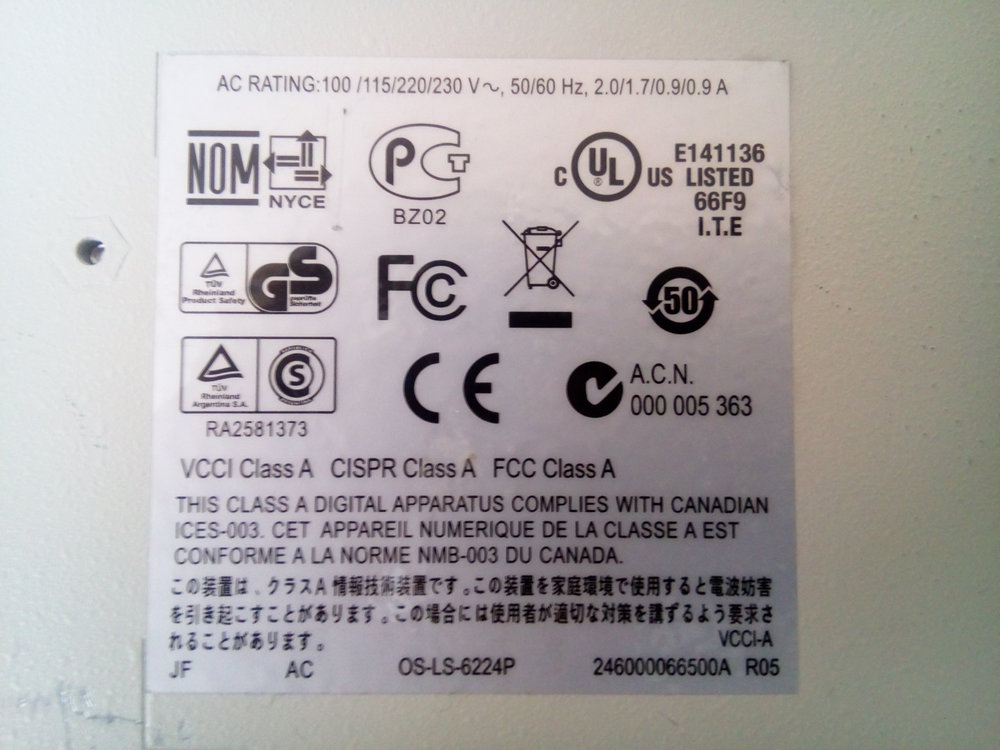 AC RATING:100 /115/220/230 V～, 50/60 Hz, 2.0/1.7/0.9/0.9 A
NOM
NYCE
PCT
BZ02
C UL ® US
E141136
LISTED
66F9
I.T.E
TÜV
Rheinland
Product Safety
GS
geprüfte
Sicherheit
FC
50
TÜV
Rheinland
Argentina S.A.
S
RA2581373
CE
A.C.N.
000 005 363
VCCI Class A CISPR Class A FCC Class A
THIS CLASS A DIGITAL APPARATUS COMPLIES WITH CANADIAN
ICES-003. CET APPAREIL NUMERIQUE DE LA CLASSE A EST
CONFORME A LA NORME NMB-003 DU CANADA.
この装置は、クラスA 情報技術装置です。この装置を家庭環境で使用すると電波妨害
を引き起こすことがあります。この場合には使用者が適切な対策を講ずるよう要求さ
れることがあります。
VCCI-A
JF AC OS-LS-6224P 246000066500A R05